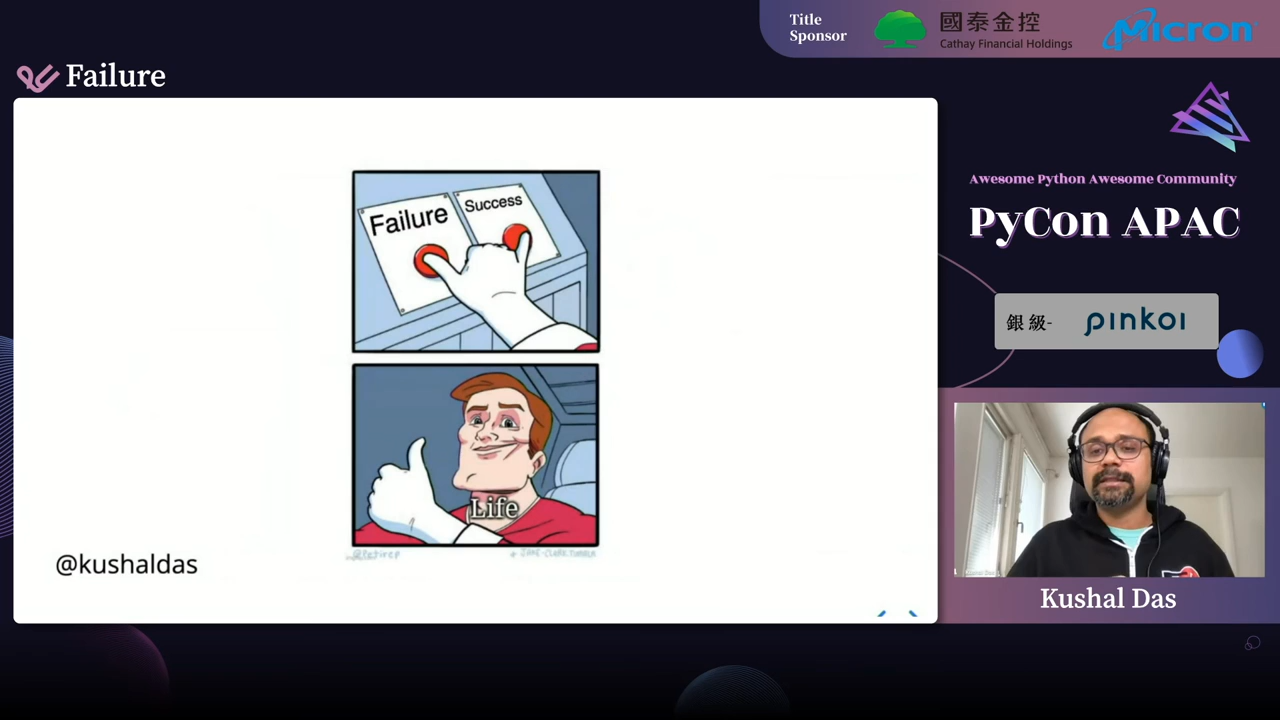 Title
Sponsor
國泰金控
Cathay Financial Holdings
Micron
Failure
Failure
Success
Life
@kushaldas
Awesome Python Awesome Community
PyCon APAC
銀級-
pinkoi
Kushal Das